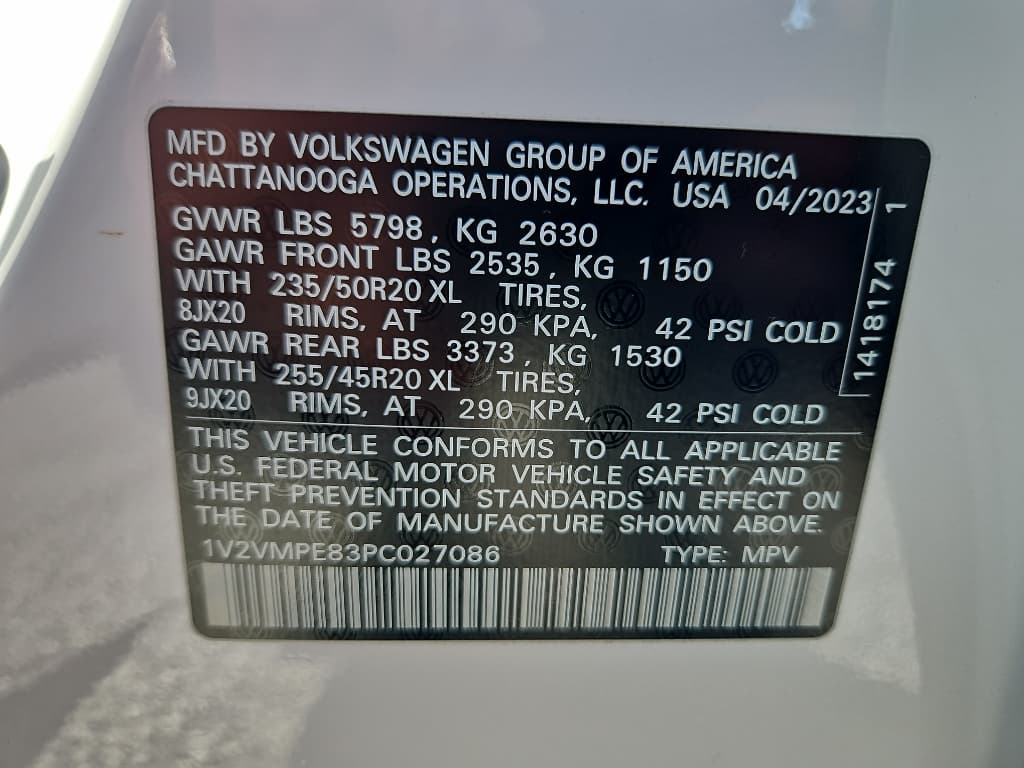 MFD BY VOLKSWAGEN GROUP OF AMERICA
CHATTANOOGA OPERATIONS, LLC. USA 04/2023
GVWR LBS 5798, KG 2630
GAWR FRONT LBS 2535, KG 1150
WITH 235/50R20 XL TIRES,
8JX20 RIMS, AT 290 KPA, 42 PSI COLD
GAWR REAR LBS 3373, KG 1530
WITH 255/45R20 XL TIRES,
9JX20 RIMS, AT 290 KPA, 42 PSI COLD
1418174 1
THIS VEHICLE CONFORMS TO ALL APPLICABLE
U.S. FEDERAL MOTOR VEHICLE SAFETY AND
THEFT PREVENTION STANDARDS IN EFFECT ON
THE DATE OF MANUFACTURE SHOWN ABOVE.
1V2VMPE83PC027086 TYPE: MPV